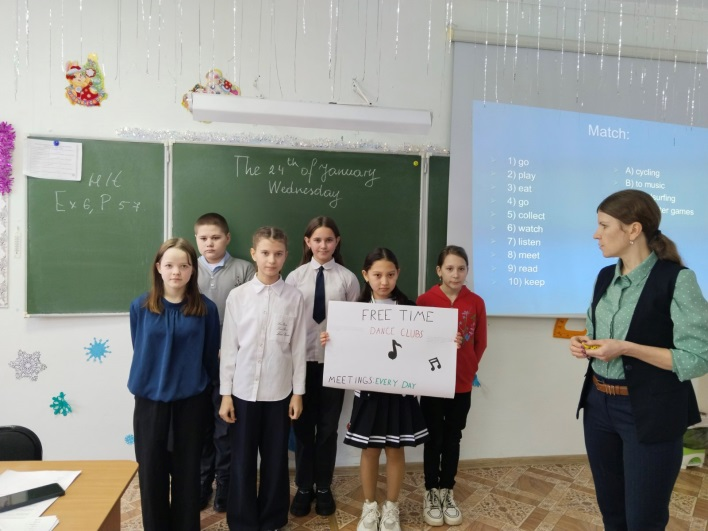 H/K
Ex 6, P 57
The 24th of January
Wednesday
FREE TIME
DANCE CLUBS
MEETINGS: EVERY DAY
Match:
1) go
2) play
3) eat
4) go
5) collect
6) watch
7) listen
8) meet
9) read
10) keep
A) cycling
B) to music
surfing
games